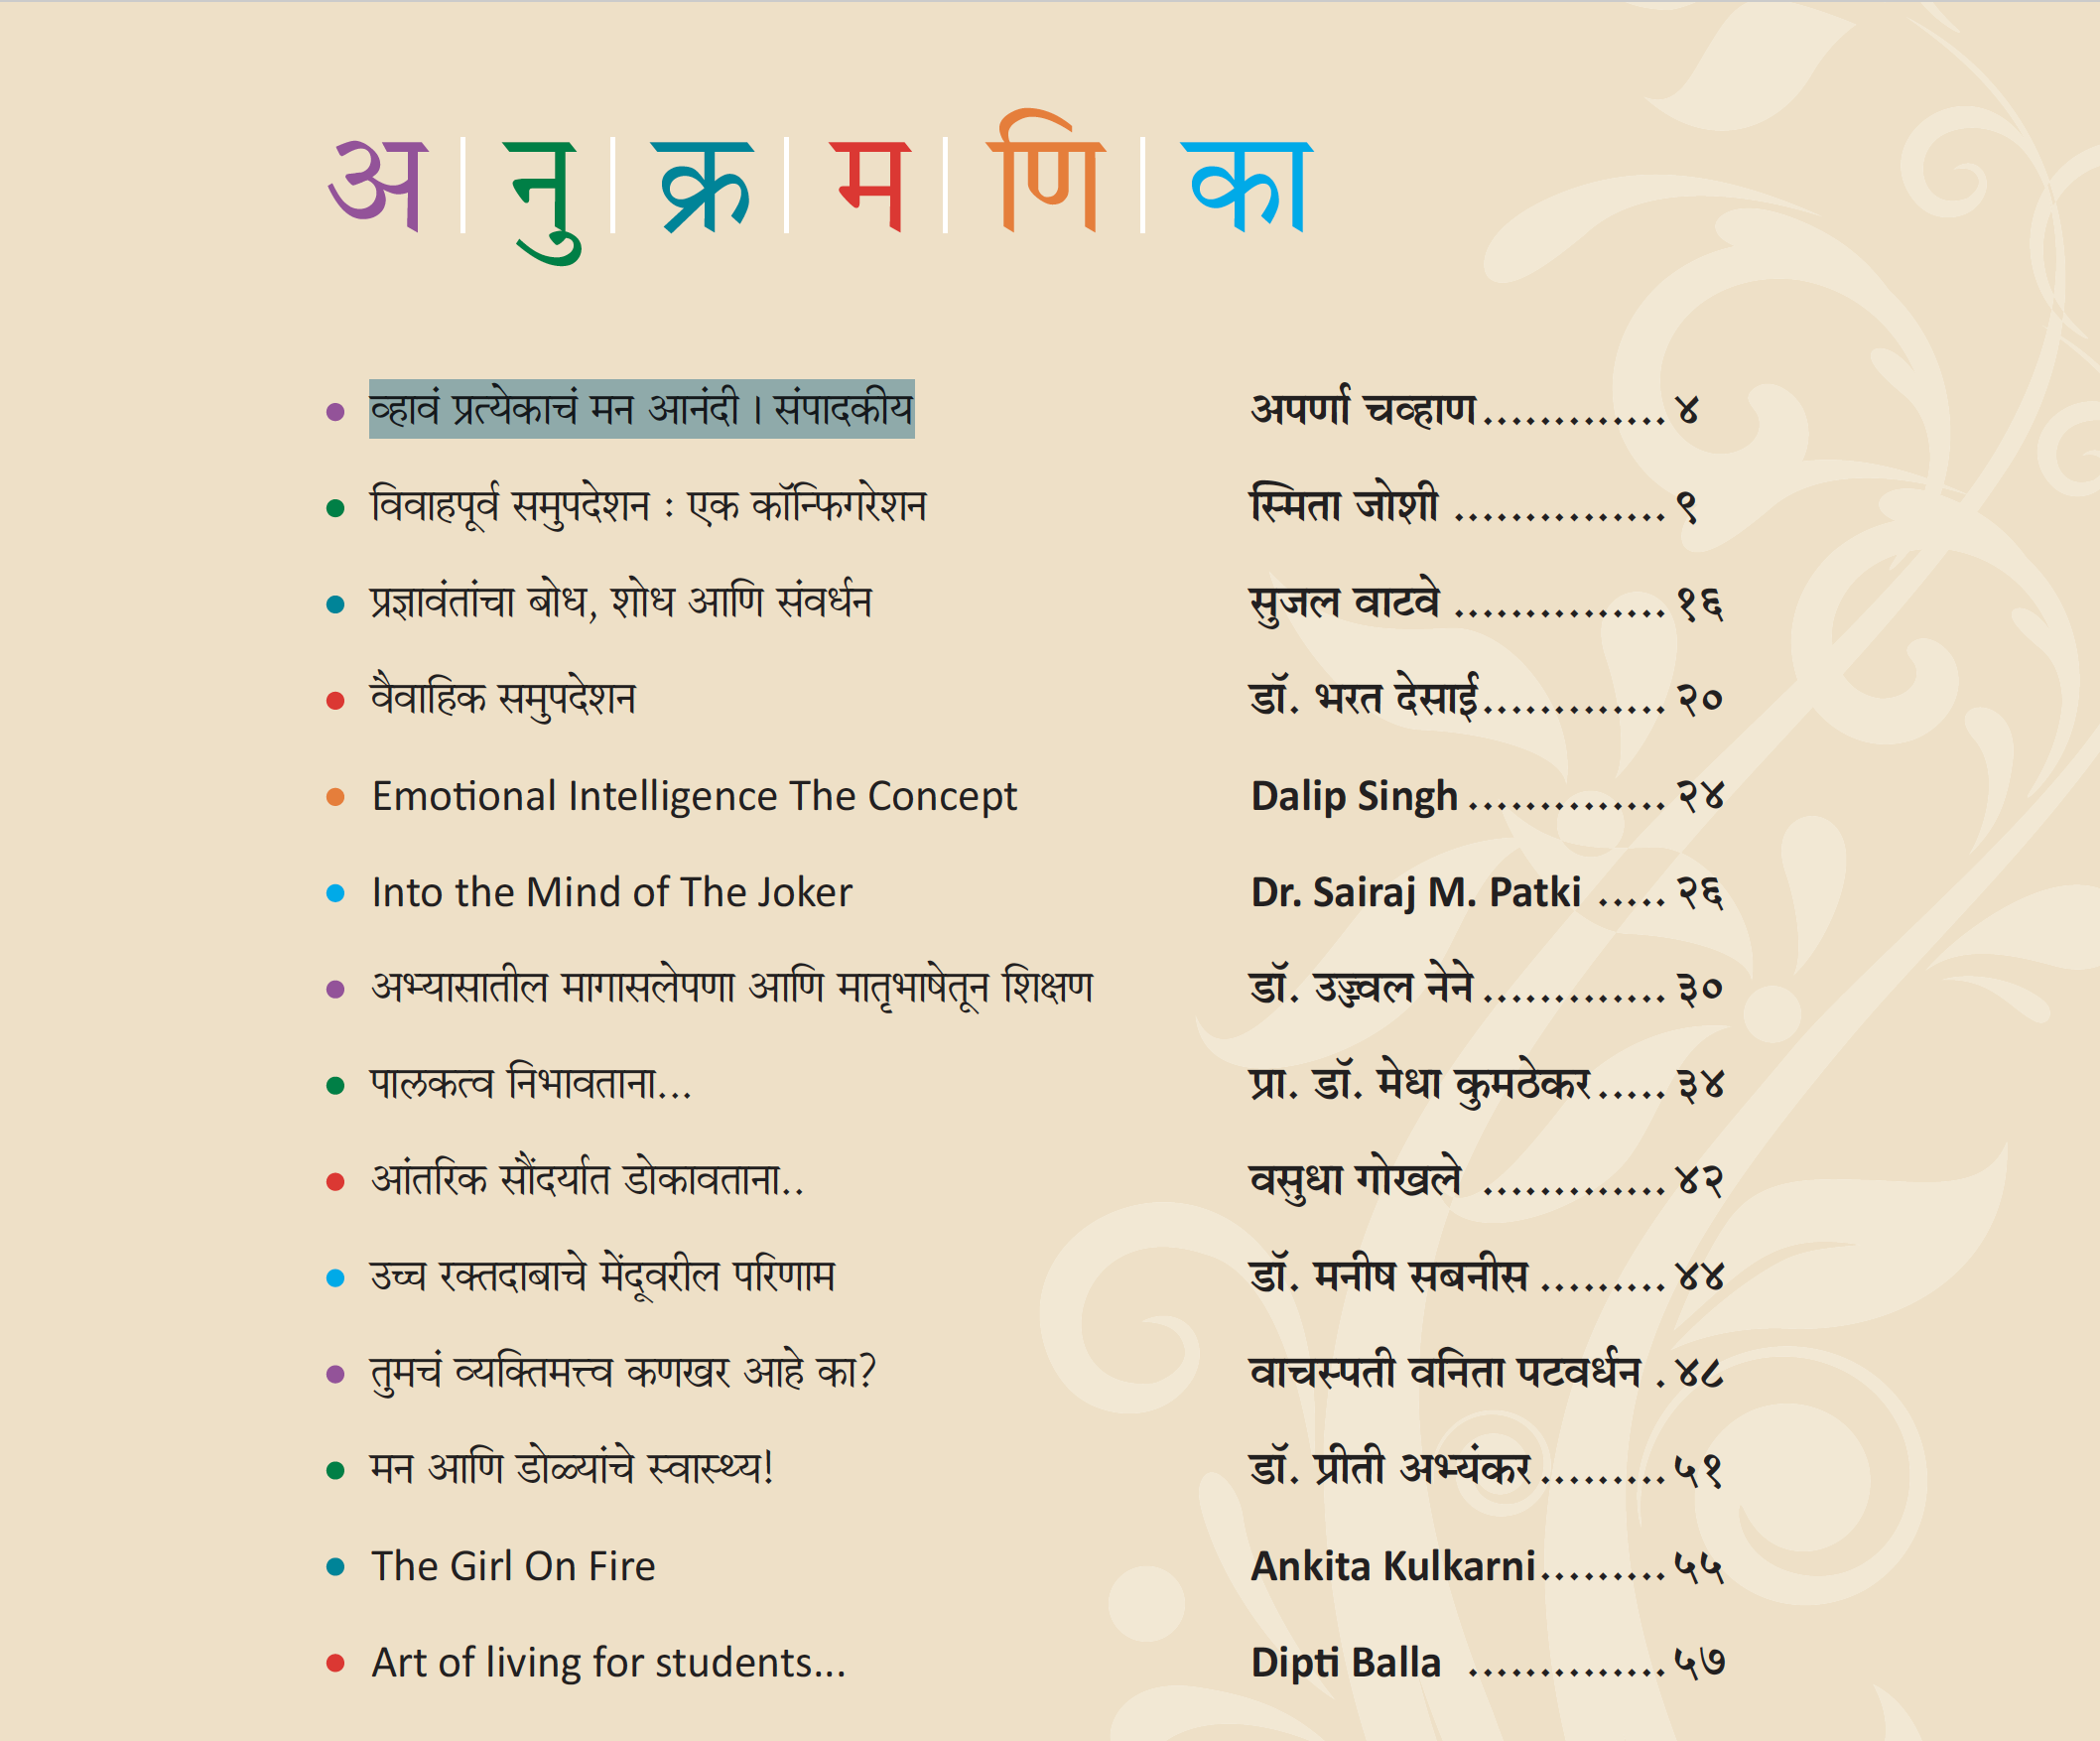 अनुक्रमणिका
व्हावं प्रत्येकाचं मन आनंदी । संपादकीय अपर्णा चव्हाण.............४
विवाहपूर्व समुपदेशन : एक कॉन्फिगरेशन स्मिता जोशी ...............९
प्रज्ञावंतांचा बोध, शोध आणि संवर्धन सुजल वाटवे ...............१६
वैवाहिक समुपदेशन डॉ. भरत देसाई.............२०
Emotional Intelligence The Concept Dalip Singh ..............२४
Into the Mind of The Joker Dr. Sairaj M. Patki .....२६
अभ्यासातील मागासलेपणा आणि मातृभाषेतून शिक्षण डॉ. उज्ज्वल नेने .............३०
पालकत्व निभावताना... प्रा. डॉ. मेधा कुमठेकर.....३४
आंतरिक सौंदर्यात डोकावताना.. वसुधा गोखले .............४२
उच्च रक्तदाबाचे मेंदूवरील परिणाम डॉ. मनीष सबनीस .........४४
तुमचं व्यक्तिमत्त्व कणखर आहे का? वाचस्पती वनिता पटवर्धन .४८
मन आणि डोळ्यांचे स्वास्थ्य! डॉ. प्रीती अभ्यंकर.........५१
The Girl On Fire Ankita Kulkarni.........५५
Art of living for students... Dipti Balla ..............५७